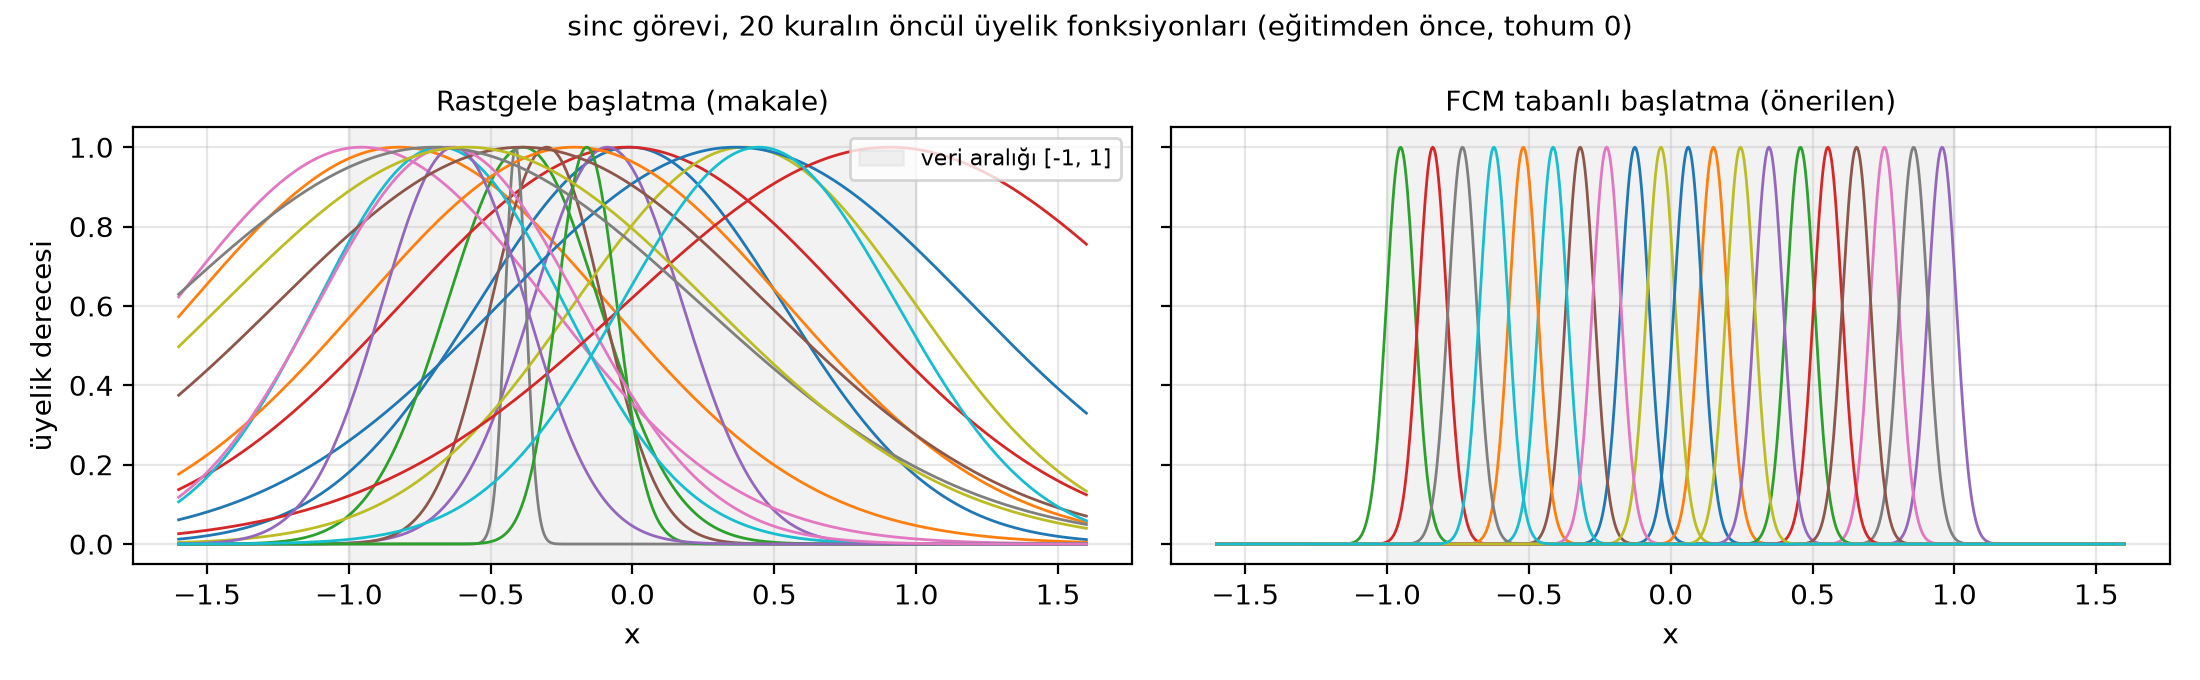 sinc görevi, 20 kuralın öncül üyelik fonksiyonları (eğitimden önce, tohum 0)
Rastgele başlatma (makale)
veri aralığı [-1, 1]
üyelik derecesi
1.0
0.8
0.6
0.4
0.2
0.0
−1.5 −1.0 −0.5 0.0 0.5 1.0 1.5
x
FCM tabanlı başlatma (önerilen)
−1.5 −1.0 −0.5 0.0 0.5 1.0 1.5
x